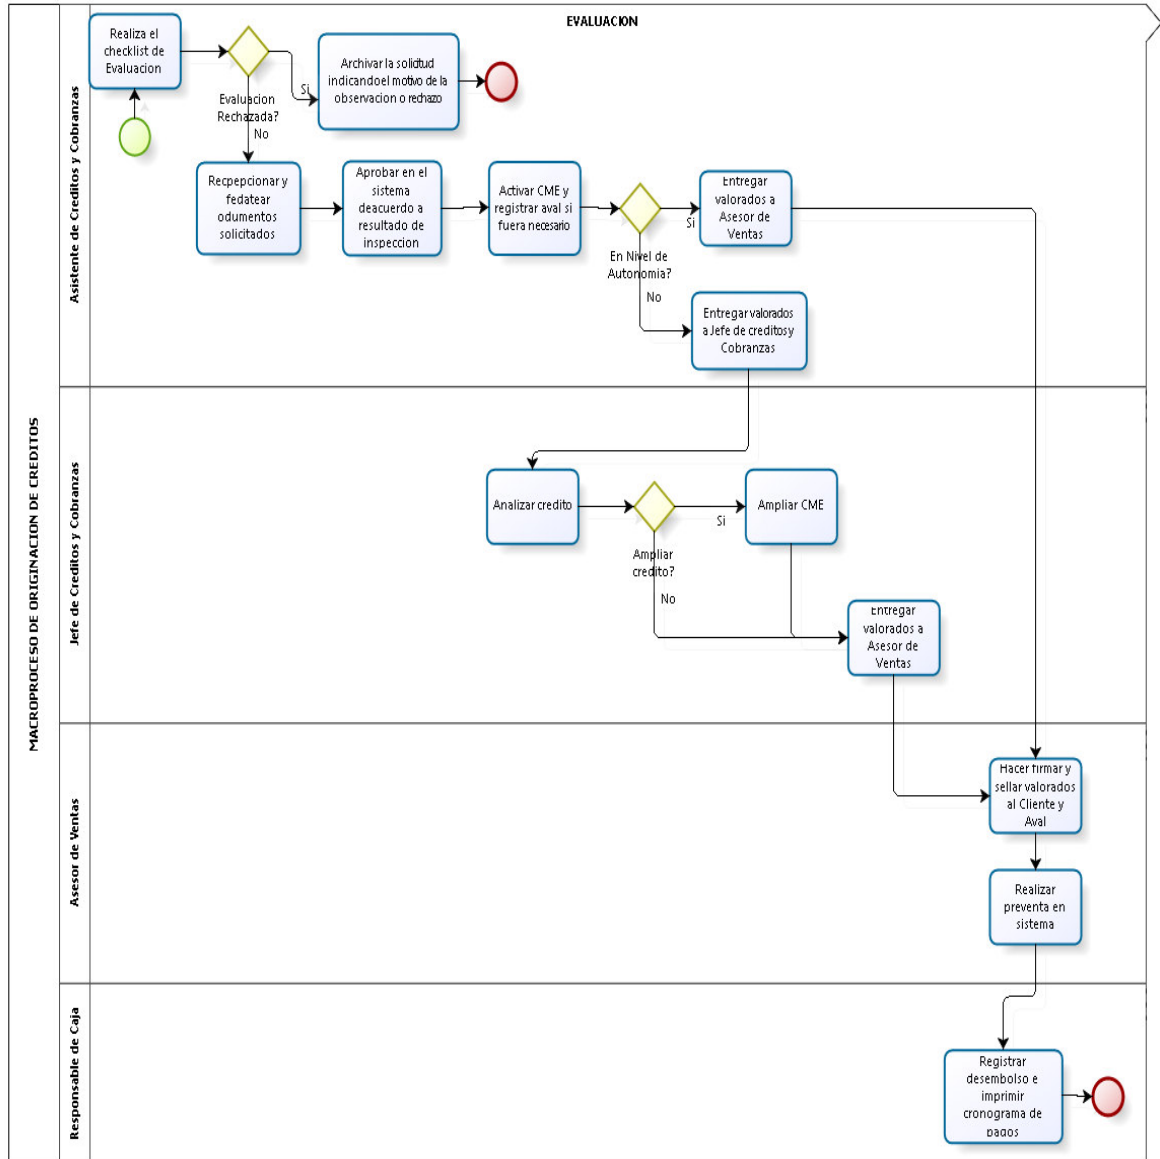 EVALUACION
MACROPROCESO DE ORIGINACION DE CREDITOS
Asistente de Creditos y Cobranzas
Realiza el
checklist de
Evaluacion
Evaluacion
Rechazada?
Si
No
Archivar la solicitud
indicandoel motivo de la
observacion o rechazo
Recpepcionar y
fedatear
odumentos
solicitados
Aprobar en el
sistema
deacuerdo a
resultado de
inspeccion
Activar CME y
registrar aval si
fuera necesario
En Nivel de
Autonomia?
Si
No
Entregar
valorados a
Asesor de
Ventas
Entregar valorados
a Jefe de creditos y
Cobranzas
Jefe de Creditos y Cobranzas
Analizar credito
Ampliar
credito?
Si
No
Ampliar CME
Entregar
valorados a
Asesor de
Ventas
Asesor de Ventas
Hacer firmar y
sellar valorados
al Cliente y
Aval
Realizar
preventa en
sistema
Responsable de Caja
Registrar
desembolso e
imprimir
cronograma de
pagos